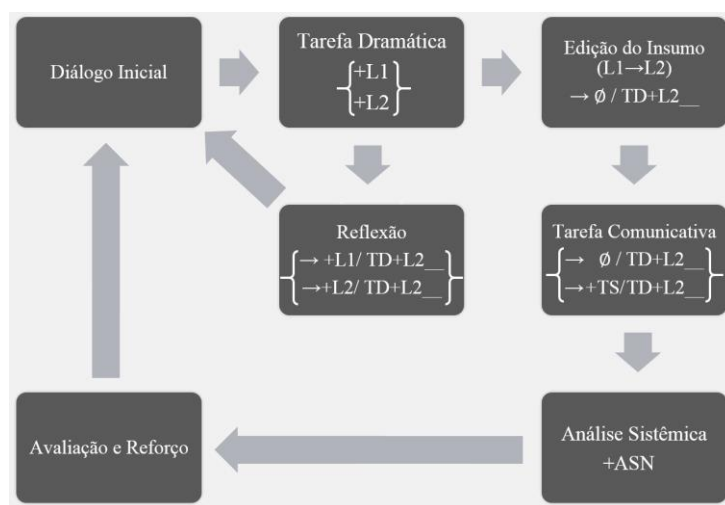 Diálogo Inicial
Tarefa Dramática
+L1
+L2
Edição do Insumo
(L1→L2)
→ Ø / TD+L2__
Reflexão
→ +L1/ TD+L2__
→+L2/ TD+L2__
Tarefa Comunicativa
→ Ø / TD+L2__
→+TS/TD+L2__
Avaliação e Reforço
Análise Sistêmica
+ASN